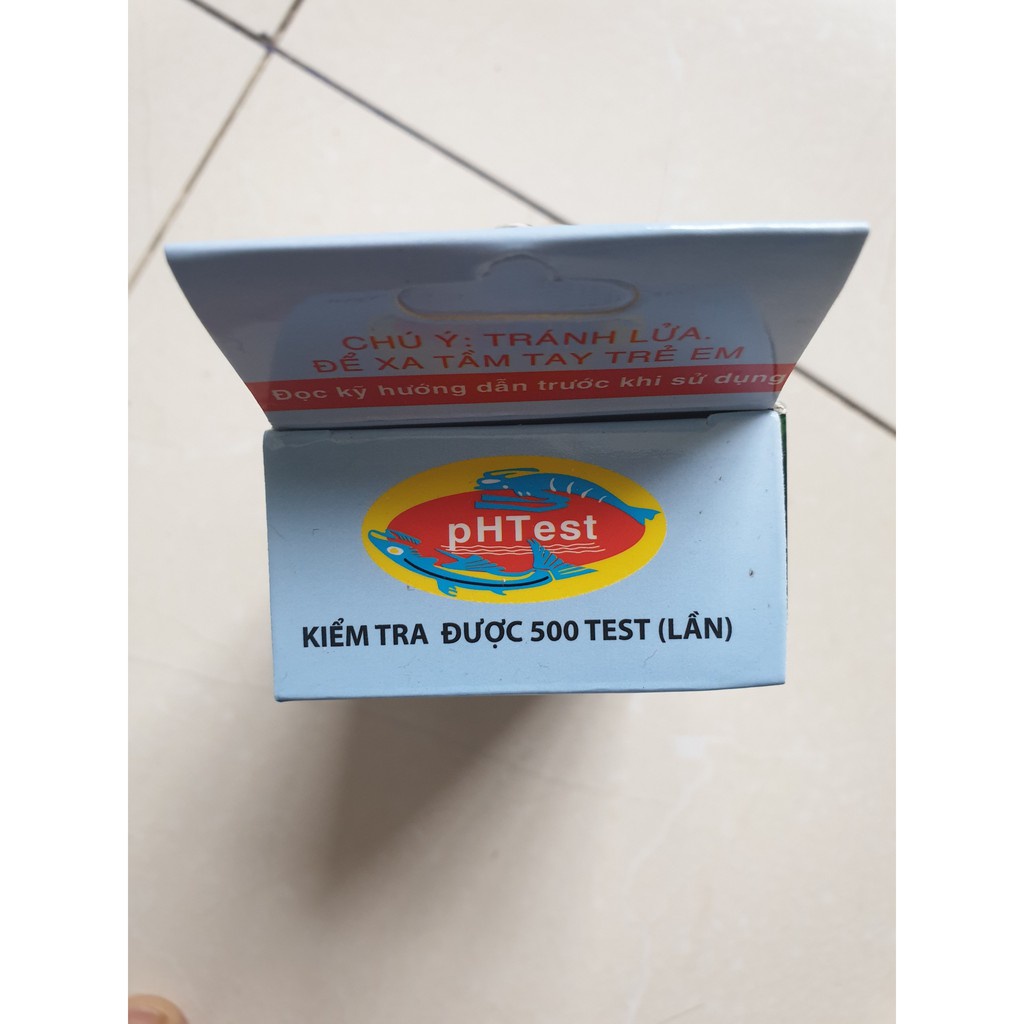 CHÚ Ý: TRÁNH LỬA.
ĐỂ XA TẦM TAY TRẺ EM
Đọc kỹ hướng dẫn trước khi sử dụng
pHTest
KIỂM TRA ĐƯỢC 500 TEST (LẦN)